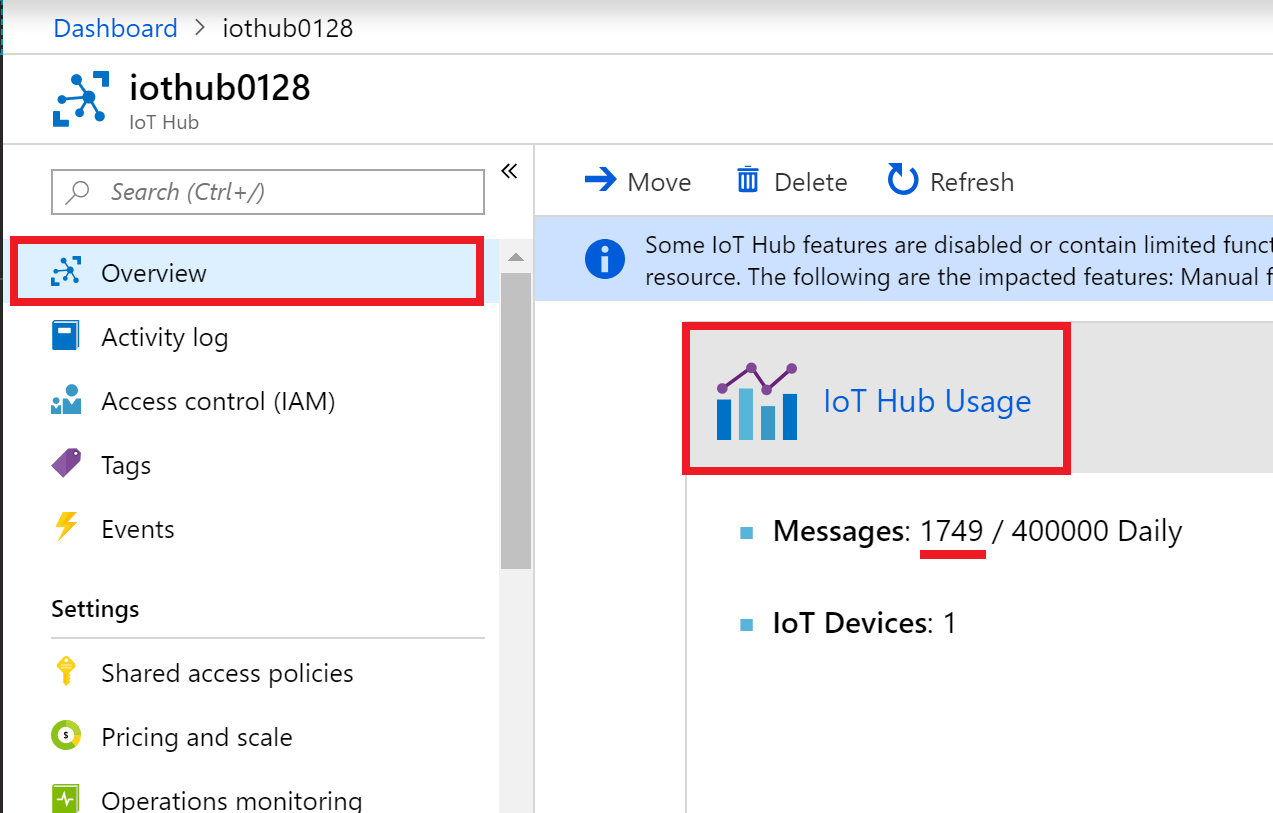 Dashboard > iothub0128
iothub0128
IoT Hub
Search (Ctrl+/)
«
Overview
Activity log
Access control (IAM)
Tags
Events
Settings
Shared access policies
Pricing and scale
Operations monitoring
Move Delete Refresh
Some IoT Hub features are disabled or contain limited funct
resource. The following are the impacted features: Manual f
IoT Hub Usage
Messages: 1749 / 400000 Daily
IoT Devices: 1